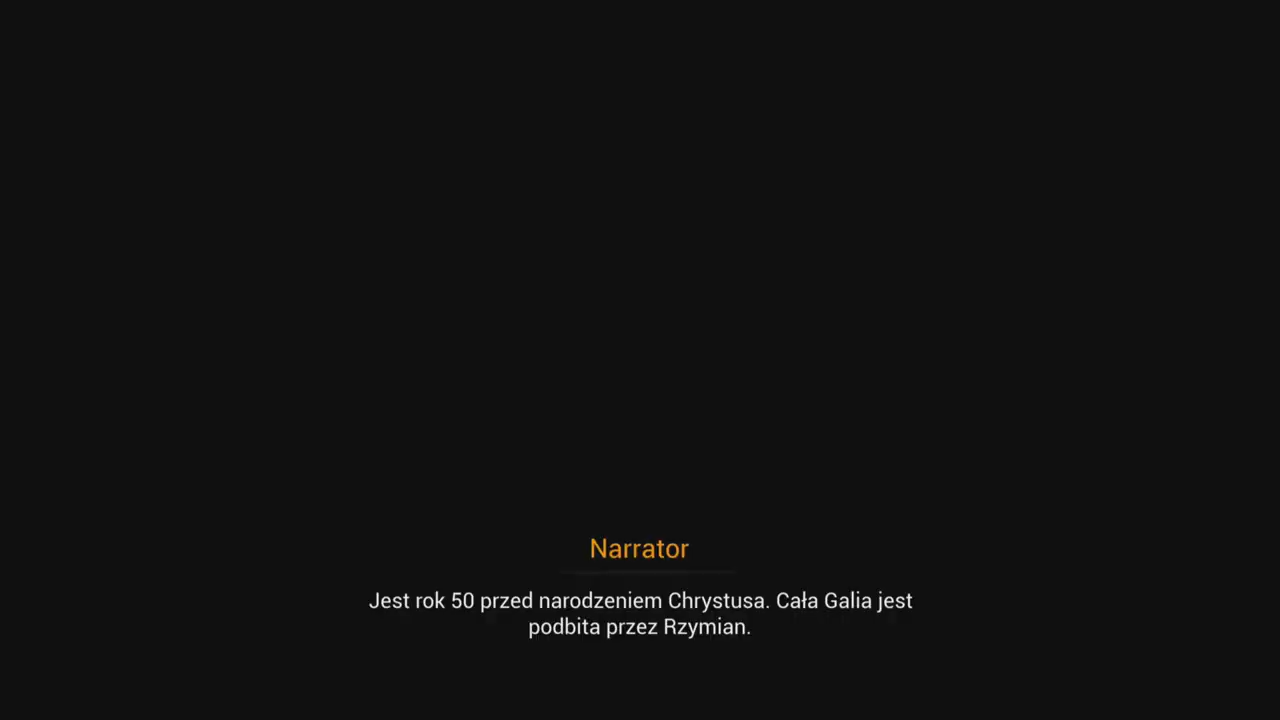 Narrator
Jest rok 50 przed narodzeniem Chrystusa. Cała Galia jest
podbita przez Rzymian.